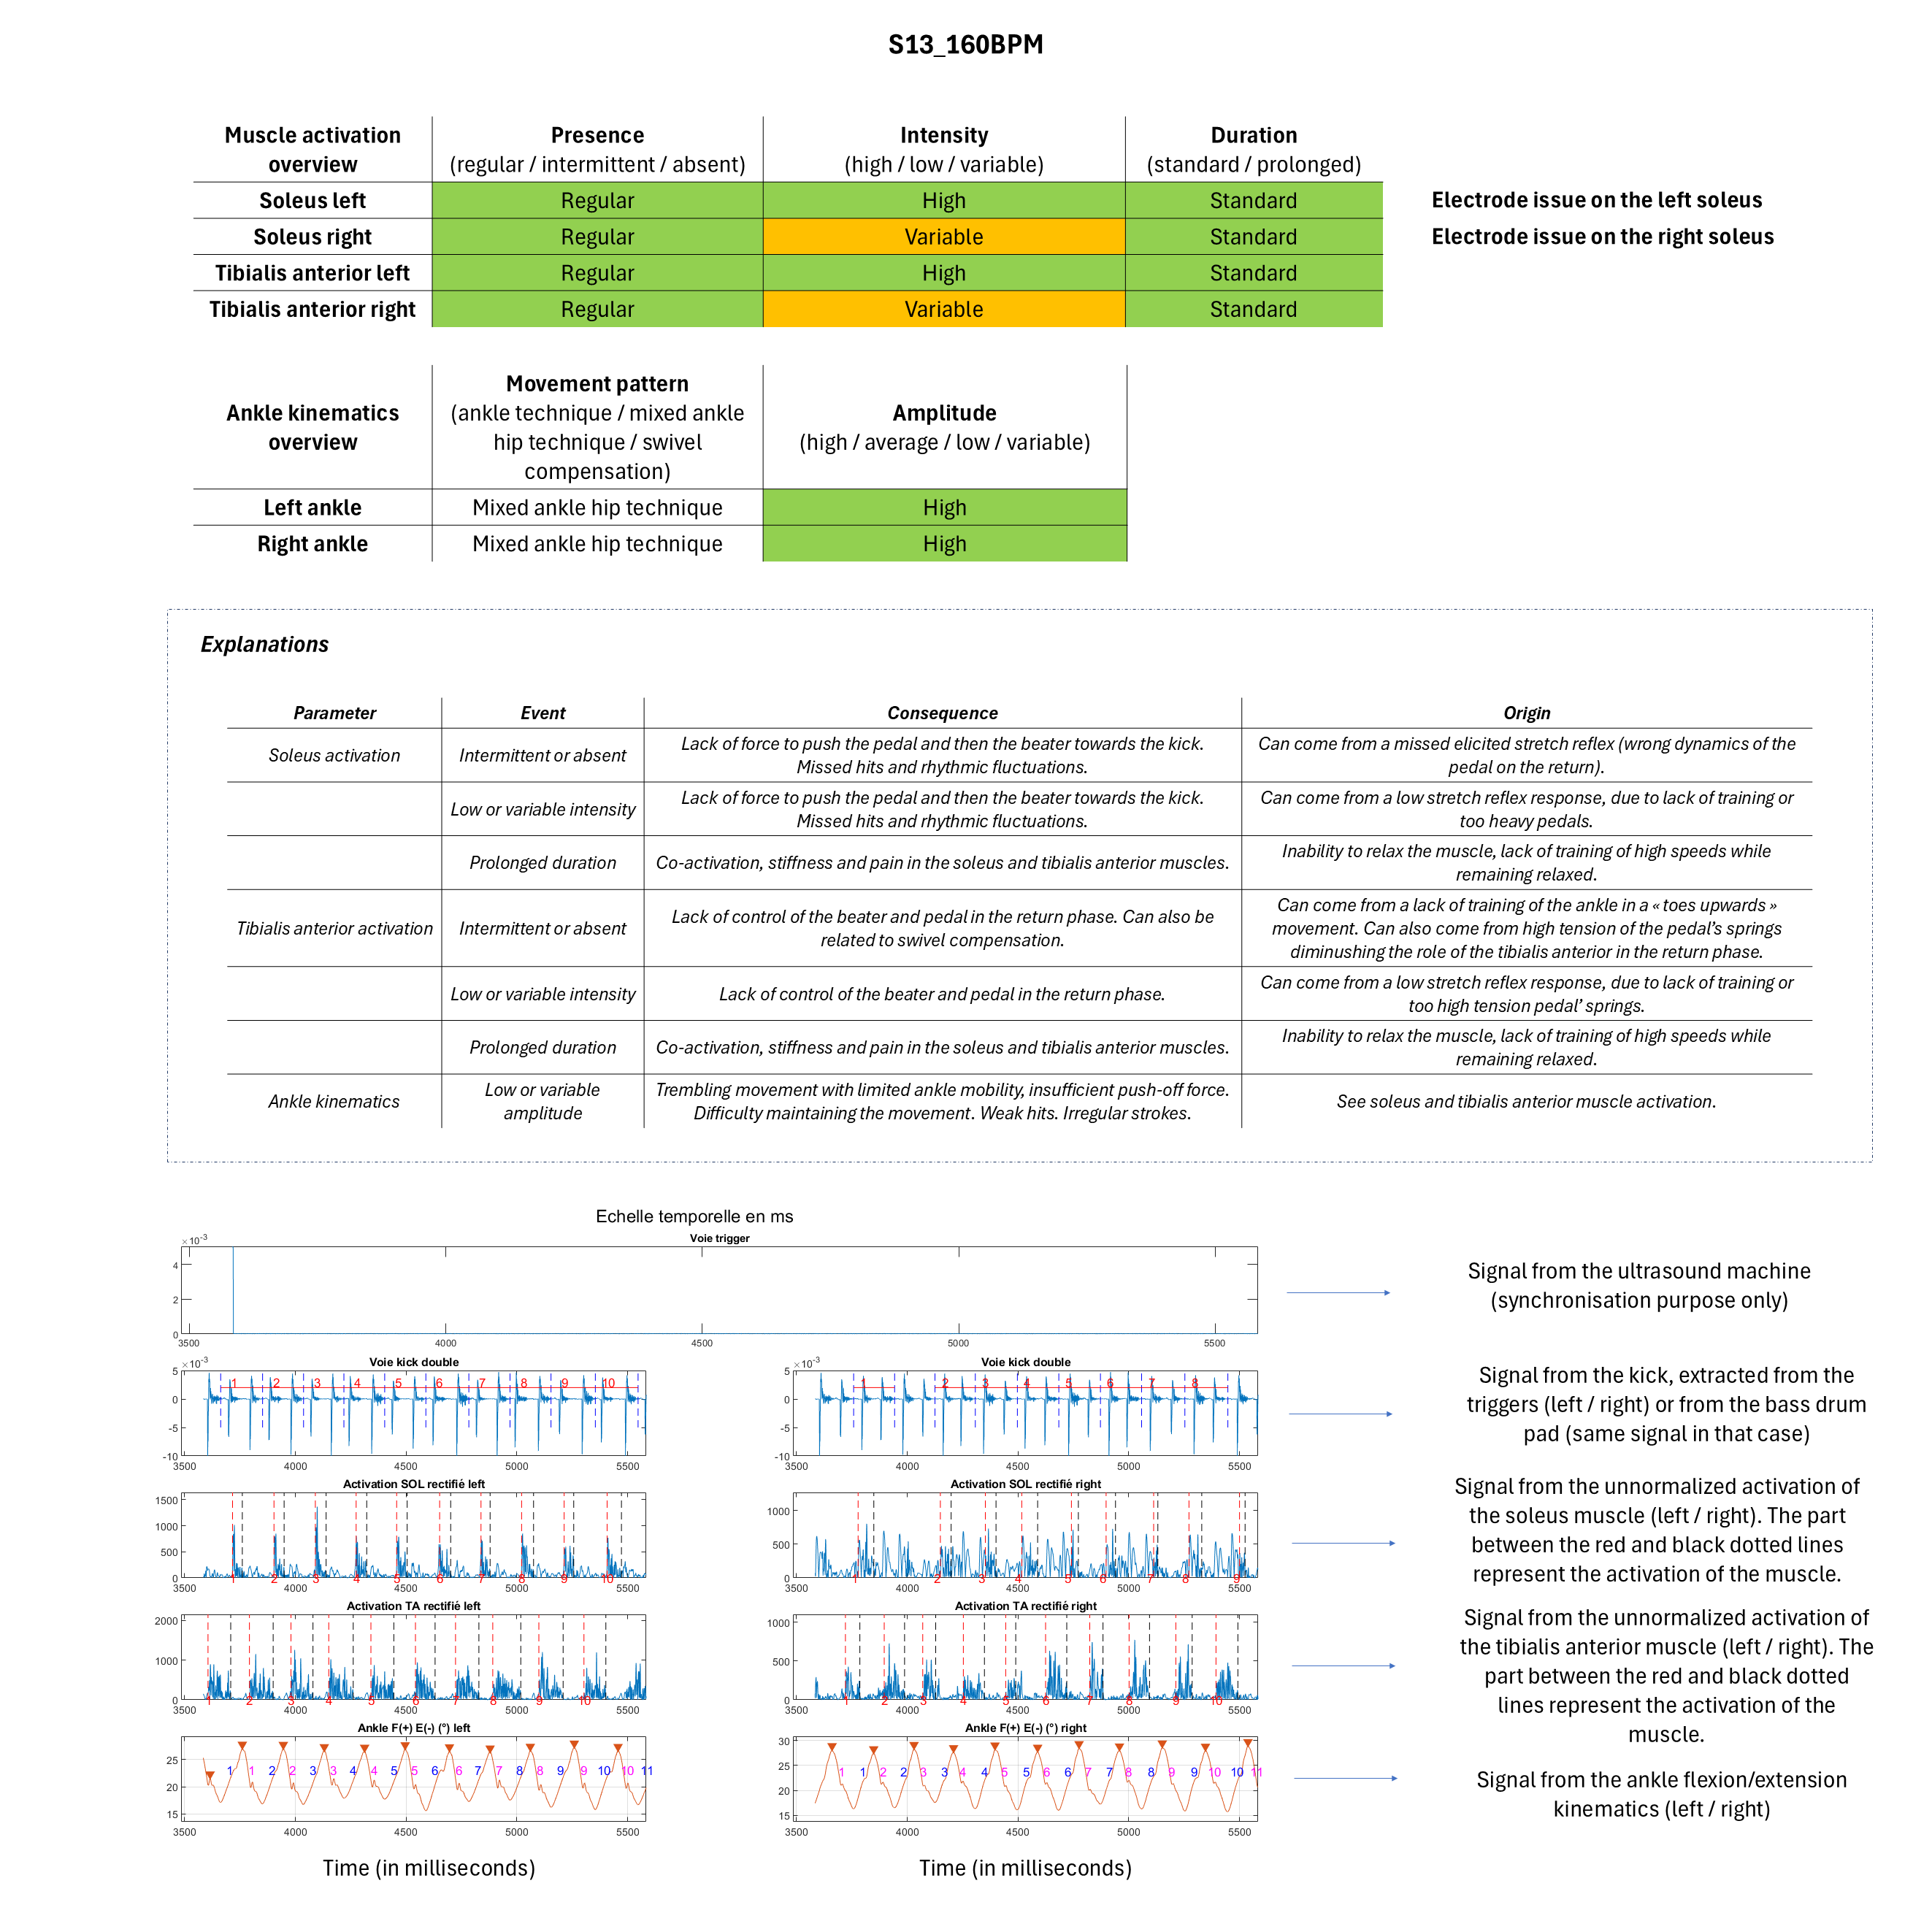 S13_160BPM
Muscle activation overview | Presence (regular / intermittent / absent) | Intensity (high / low / variable) | Duration (standard / prolonged)
Soleus left | Regular | High | Standard | Electrode issue on the left soleus
Soleus right | Regular | Variable | Standard | Electrode issue on the right soleus
Tibialis anterior left | Regular | High | Standard
Tibialis anterior right | Regular | Variable | Standard
Ankle kinematics overview | Movement pattern (ankle technique / mixed ankle hip technique / swivel compensation) | Amplitude (high / average / low / variable)
Left ankle | Mixed ankle hip technique | High
Right ankle | Mixed ankle hip technique | High
Explanations
Parameter | Event | Consequence | Origin
Soleus activation | Intermittent or absent | Lack of force to push the pedal and then the beater towards the kick. Missed hits and rhythmic fluctuations. | Can come from a missed elicited stretch reflex (wrong dynamics of the pedal on the return).
Low or variable intensity | Lack of force to push the pedal and then the beater towards the kick. Missed hits and rhythmic fluctuations. | Can come from a low stretch reflex response, due to lack of training or too heavy pedals.
Prolonged duration | Co-activation, stiffness and pain in the soleus and tibialis anterior muscles. | Inability to relax the muscle, lack of training of high speeds while remaining relaxed.
Tibialis anterior activation | Intermittent or absent | Lack of control of the beater and pedal in the return phase. Can also be related to swivel compensation. | Can come from a lack of training of the ankle in a « toes upwards » movement. Can also come from high tension of the pedal's springs diminushing the role of the tibialis anterior in the return phase.
Low or variable intensity | Lack of control of the beater and pedal in the return phase. | Can come from a low stretch reflex response, due to lack of training or too high tension pedal' springs.
Prolonged duration | Co-activation, stiffness and pain in the soleus and tibialis anterior muscles. | Inability to relax the muscle, lack of training of high speeds while remaining relaxed.
Ankle kinematics | Low or variable amplitude | Trembling movement with limited ankle mobility, insufficient push-off force. Difficulty maintaining the movement. Weak hits. Irregular strokes. | See soleus and tibialis anterior muscle activation.
Echelle temporelle en ms
Voie trigger
×10-3
4
2
0
3500 4000 4500 5000 5500
Signal from the ultrasound machine
(synchronisation purpose only)
Voie kick double
×10-3
5
0
-5
-10
1 2 3 4 5 6 7 8 9 10
3500 4000 4500 5000 5500
Voie kick double
×10-3
5
0
-5
-10
1 2 3 4 5 6 7 8
3500 4000 4500 5000 5500
Signal from the kick, extracted from the
triggers (left / right) or from the bass drum
pad (same signal in that case)
Activation SOL rectifié left
1500
1000
500
0
1 2 3 4 5 6 7 8 9 10
3500 4000 4500 5000 5500
Activation SOL rectifié right
1000
500
0
1 2 3 4 5 6 7 8 9
3500 4000 4500 5000 5500
Signal from the unnormalized activation of
the soleus muscle (left / right). The part
between the red and black dotted lines
represent the activation of the muscle.
Activation TA rectifié left
2000
1000
0
1 2 3 4 5 6 7 8 9 10
3500 4000 4500 5000 5500
Activation TA rectifié right
1000
500
0
1 2 3 4 5 6 7 8 9 10
3500 4000 4500 5000 5500
Signal from the unnormalized activation of
the tibialis anterior muscle (left / right). The
part between the red and black dotted
lines represent the activation of the
muscle.
Ankle F(+) E(-) (°) left
25
20
15
1 1 2 2 3 3 4 4 5 5 6 6 7 7 8 8 9 9 10 10 11
3500 4000 4500 5000 5500
Ankle F(+) E(-) (°) right
30
25
20
15
1 1 2 2 3 3 4 4 5 5 6 6 7 7 8 8 9 9 10 10 11
3500 4000 4500 5000 5500
Signal from the ankle flexion/extension
kinematics (left / right)
Time (in milliseconds)
Time (in milliseconds)